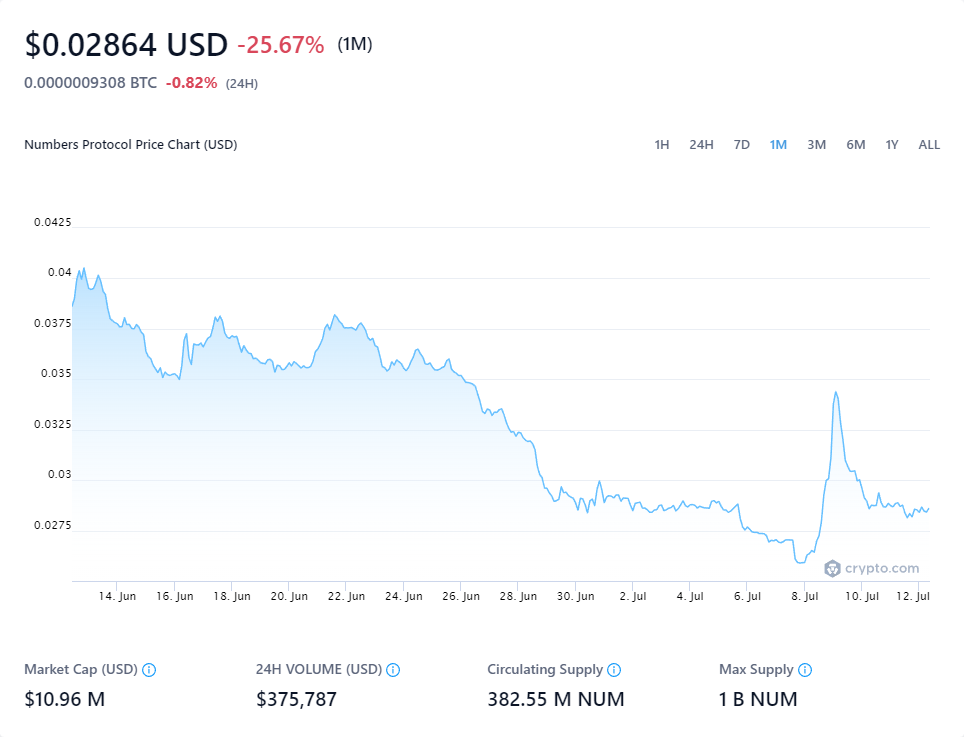 $0.02864 USD -25.67% (1M)
0.0000009308 BTC -0.82% (24H)
Numbers Protocol Price Chart (USD) 1H 24H 7D 1M 3M 6M 1Y ALL
0.0425
0.04
0.0375
0.035
0.0325
0.03
0.0275
crypto.com
14. Jun 16. Jun 18. Jun 20. Jun 22. Jun 24. Jun 26. Jun 28. Jun 30. Jun 2. Jul 4. Jul 6. Jul 8. Jul 10. Jul 12. Jul
Market Cap (USD) 24H VOLUME (USD) Circulating Supply Max Supply
$10.96 M $375,787 382.55 M NUM 1 B NUM